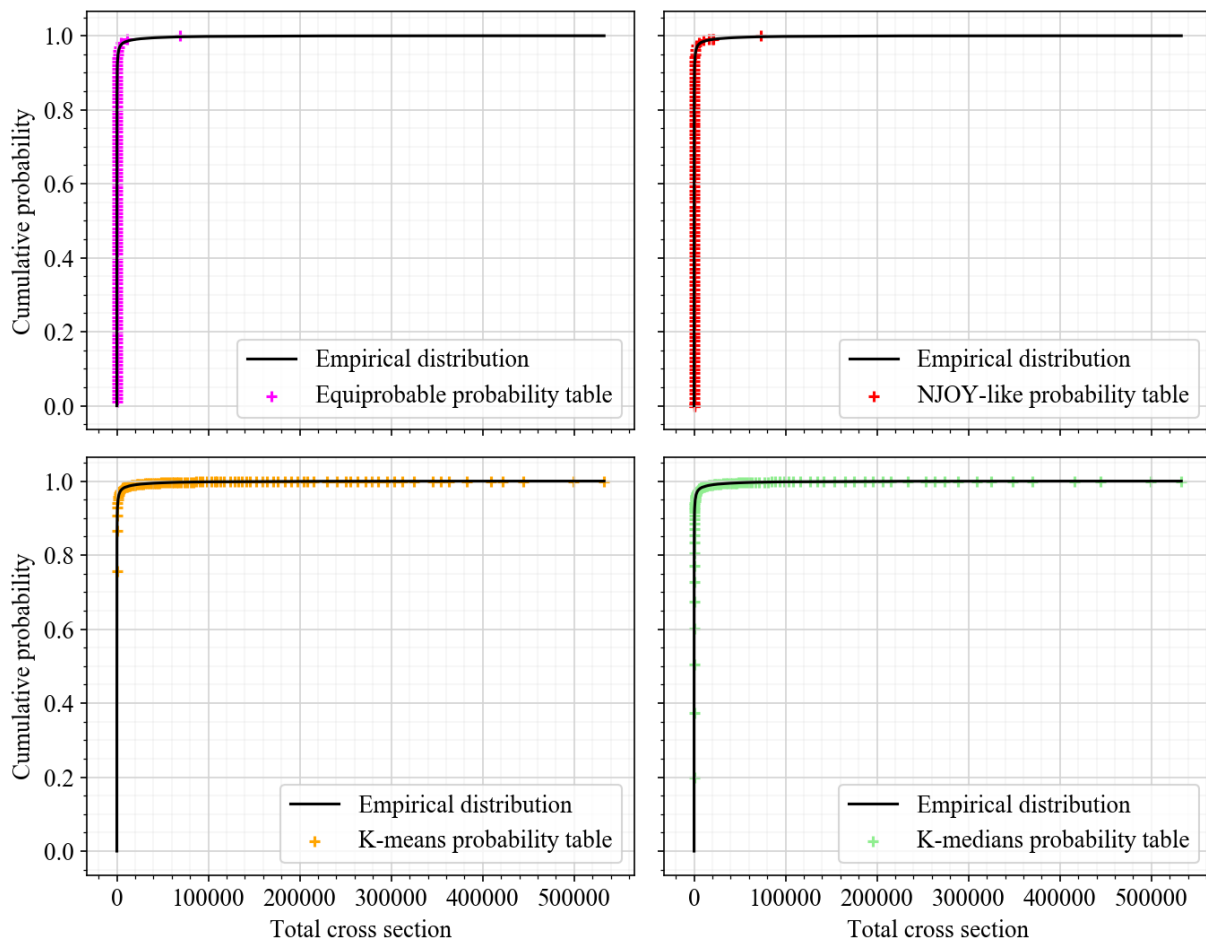 1.0
0.8
0.6
0.4
0.2
0.0
Cumulative probability
Empirical distribution
Equiprobable probability table
Empirical distribution
NJOY-like probability table
1.0
0.8
0.6
0.4
0.2
0.0
Cumulative probability
Empirical distribution
K-means probability table
0 100000 200000 300000 400000 500000
Total cross section
Empirical distribution
K-medians probability table
0 100000 200000 300000 400000 500000
Total cross section